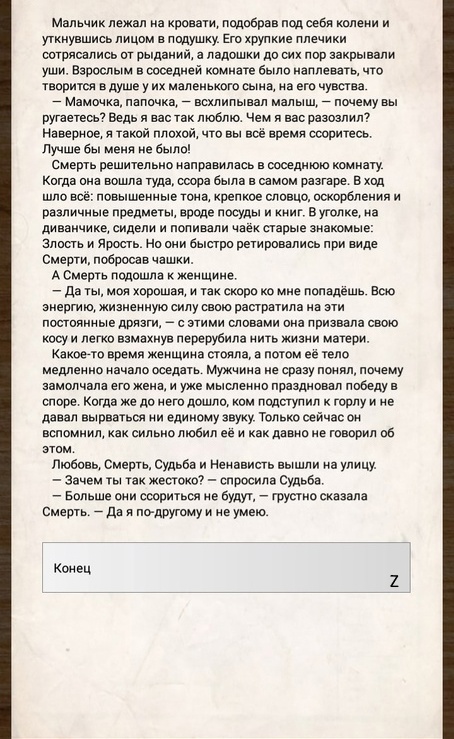 Мальчик лежал на кровати, подобрав под себя колени и
уткнувшись лицом в подушку. Его хрупкие плечики
сотрясались от рыданий, а ладошки до сих пор закрывали
уши. Взрослым в соседней комнате было наплевать, что
творится в душе у их маленького сына, на его чувства.
— Мамочка, папочка, — всхлипывал малыш, — почему вы
ругаетесь? Ведь я вас так люблю. Чем я вас разозлил?
Наверное, я такой плохой, что вы всё время ссоритесь.
Лучше бы меня не было!
Смерть решительно направилась в соседнюю комнату.
Когда она вошла туда, ссора была в самом разгаре. В ход
шло всё: повышенные тона, крепкое словцо, оскорбления и
различные предметы, вроде посуды и книг. В уголке, на
диванчике, сидели и попивали чаёк старые знакомые:
Злость и Ярость. Но они быстро ретировались при виде
Смерти, побросав чашки.
А Смерть подошла к женщине.
— Да ты, моя хорошая, и так скоро ко мне попадёшь. Всю
энергию, жизненную силу свою растратила на эти
постоянные дрязги, — с этими словами она призвала свою
косу и легко взмахнув перерубила нить жизни матери.
Какое-то время женщина стояла, а потом её тело
медленно начало оседать. Мужчина не сразу понял, почему
замолчала его жена, и уже мысленно праздновал победу в
споре. Когда же до него дошло, ком подступил к горлу и не
давал вырваться ни единому звуку. Только сейчас он
вспомнил, как сильно любил её и как давно не говорил об
этом.
Любовь, Смерть, Судьба и Ненависть вышли на улицу.
— Зачем ты так жестоко? — спросила Судьба.
— Больше они ссориться не будут, — грустно сказала
Смерть. — Да я по-другому и не умею.
Конец
Z